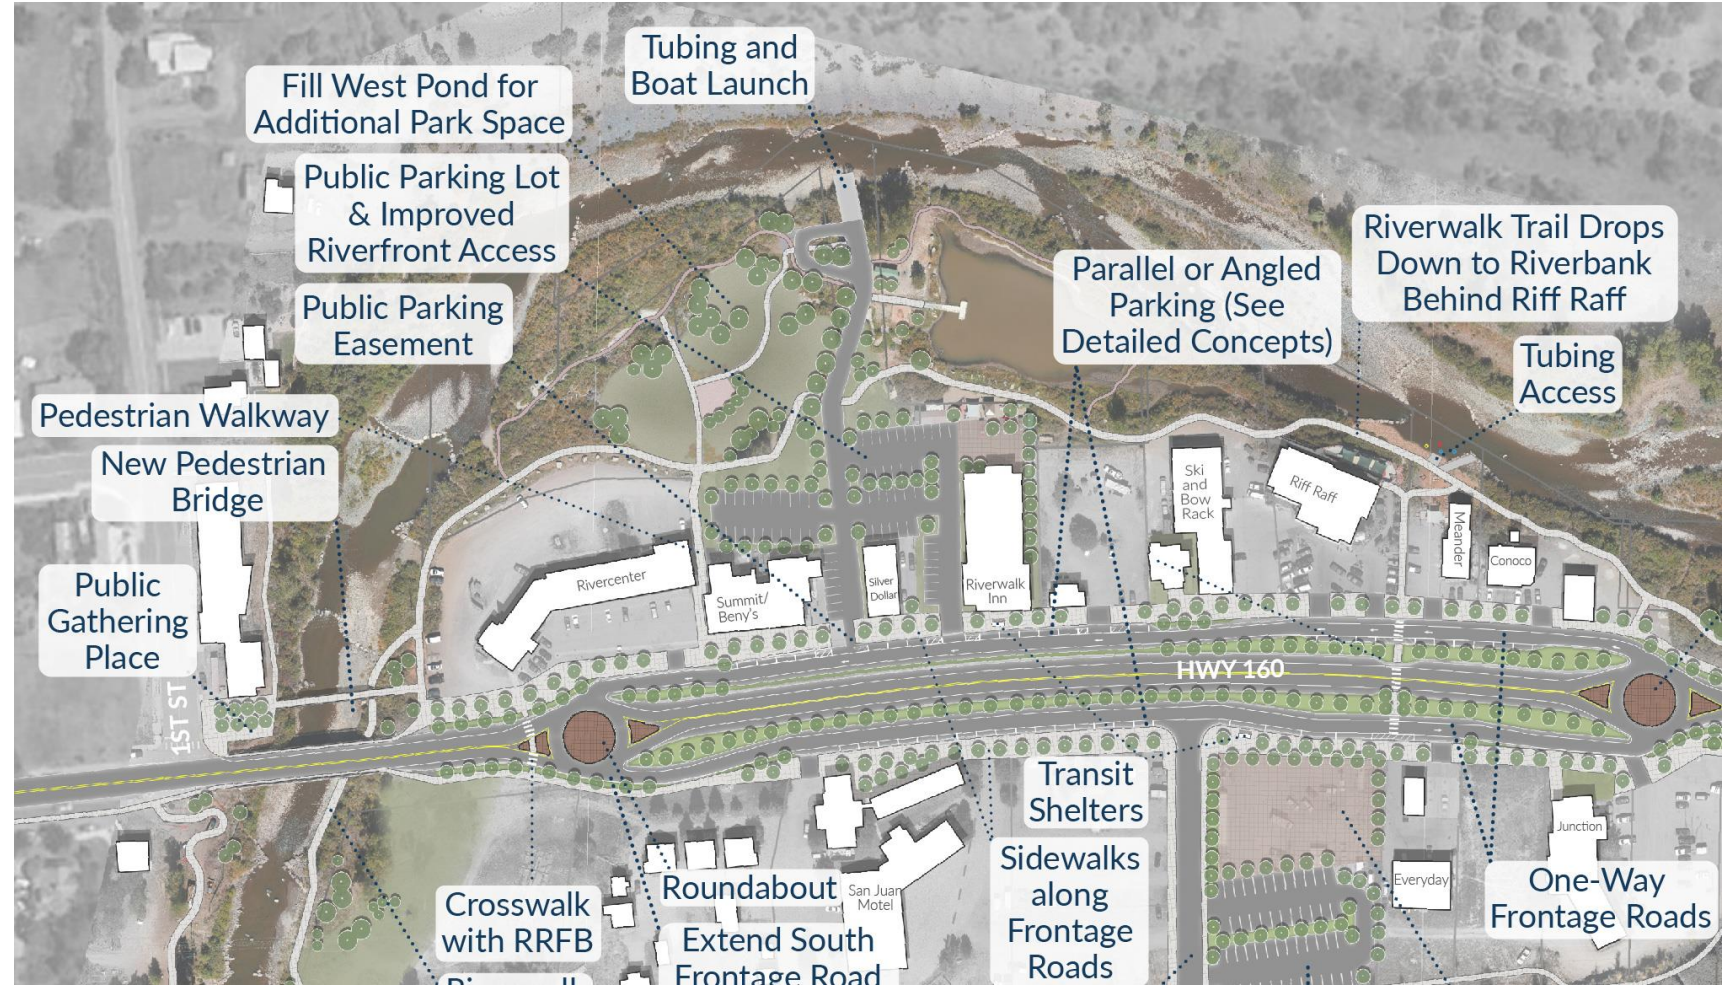 Tubing and
Boat Launch
Fill West Pond for
Additional Park Space
Public Parking Lot
& Improved
Riverfront Access
Public Parking
Easement
Riverwalk Trail Drops
Down to Riverbank
Behind Riff Raff
Parallel or Angled
Parking (See
Detailed Concepts)
Tubing
Access
Pedestrian Walkway
New Pedestrian
Bridge
Ski
and
Bow
Rack
Riff Raff
Meander
Conoco
Rivercenter
Summit/
Beny's
Silver
Dollar
Riverwalk
Inn
Public
Gathering
Place
1ST ST
HWY 160
Transit
Shelters
Junction
Sidewalks
along
Frontage
Roads
Everyday
One-Way
Frontage Roads
Roundabout
San Juan
Motel
Crosswalk
with RRFB
Extend South
Frontage Road